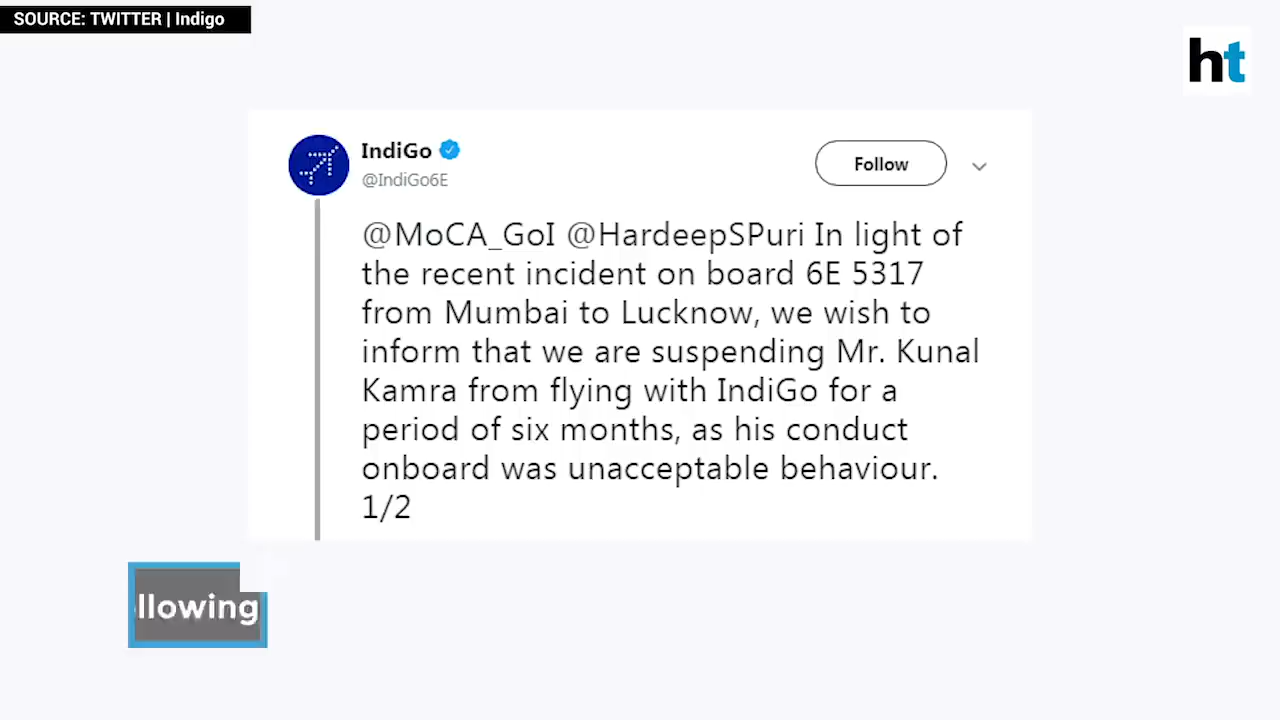 SOURCE: TWITTER | Indigo
ht
IndiGo
@IndiGo6E
Follow
@MoCA_GoI @HardeepSPuri In light of
the recent incident on board 6E 5317
from Mumbai to Lucknow, we wish to
inform that we are suspending Mr. Kunal
Kamra from flying with IndiGo for a
period of six months, as his conduct
onboard was unacceptable behaviour.
1/2
llowing